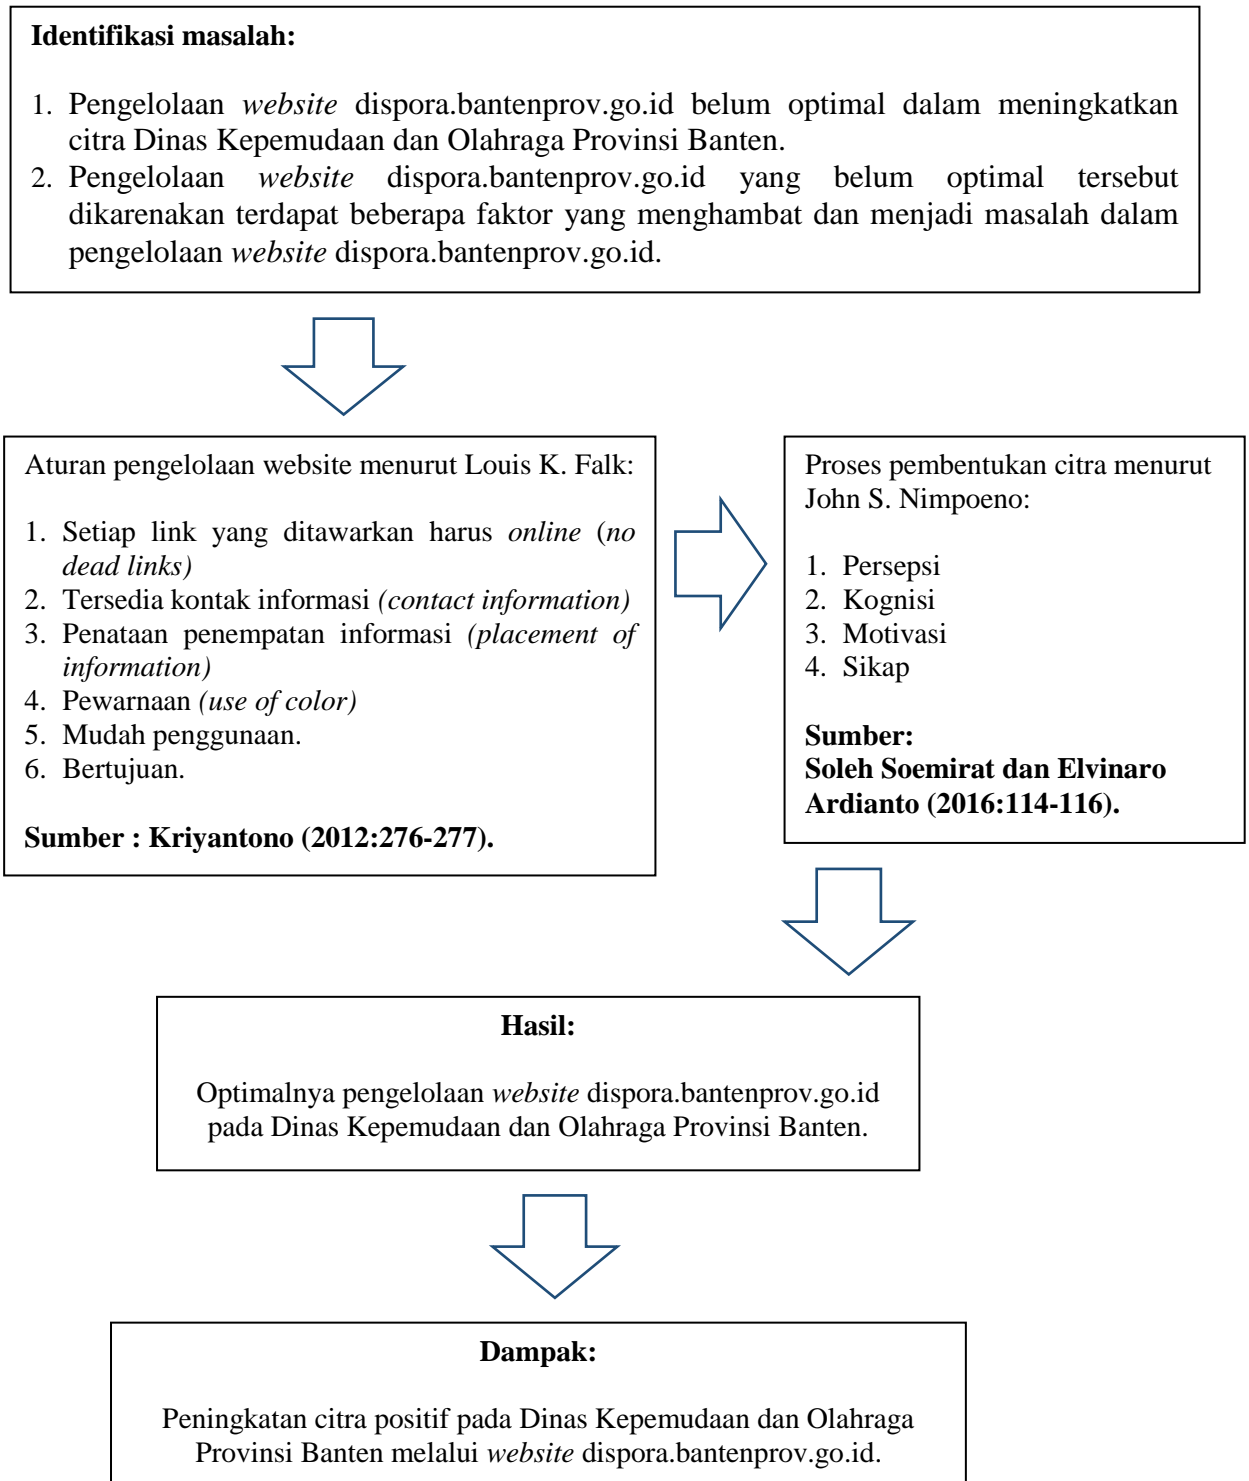 Identifikasi masalah:
1. Pengelolaan website dispora.bantenprov.go.id belum optimal dalam meningkatkan
citra Dinas Kepemudaan dan Olahraga Provinsi Banten.
2. Pengelolaan website dispora.bantenprov.go.id yang belum optimal tersebut
dikarenakan terdapat beberapa faktor yang menghambat dan menjadi masalah dalam
pengelolaan website dispora.bantenprov.go.id.
Aturan pengelolaan website menurut Louis K. Falk:
1. Setiap link yang ditawarkan harus online (no
dead links)
2. Tersedia kontak informasi (contact information)
3. Penataan penempatan informasi (placement of
information)
4. Pewarnaan (use of color)
5. Mudah penggunaan.
6. Bertujuan.
Sumber : Kriyantono (2012:276-277).
Proses pembentukan citra menurut
John S. Nimpoeno:
1. Persepsi
2. Kognisi
3. Motivasi
4. Sikap
Sumber:
Soleh Soemirat dan Elvinaro
Ardianto (2016:114-116).
Hasil:
Optimalnya pengelolaan website dispora.bantenprov.go.id
pada Dinas Kepemudaan dan Olahraga Provinsi Banten.
Dampak:
Peningkatan citra positif pada Dinas Kepemudaan dan Olahraga
Provinsi Banten melalui website dispora.bantenprov.go.id.